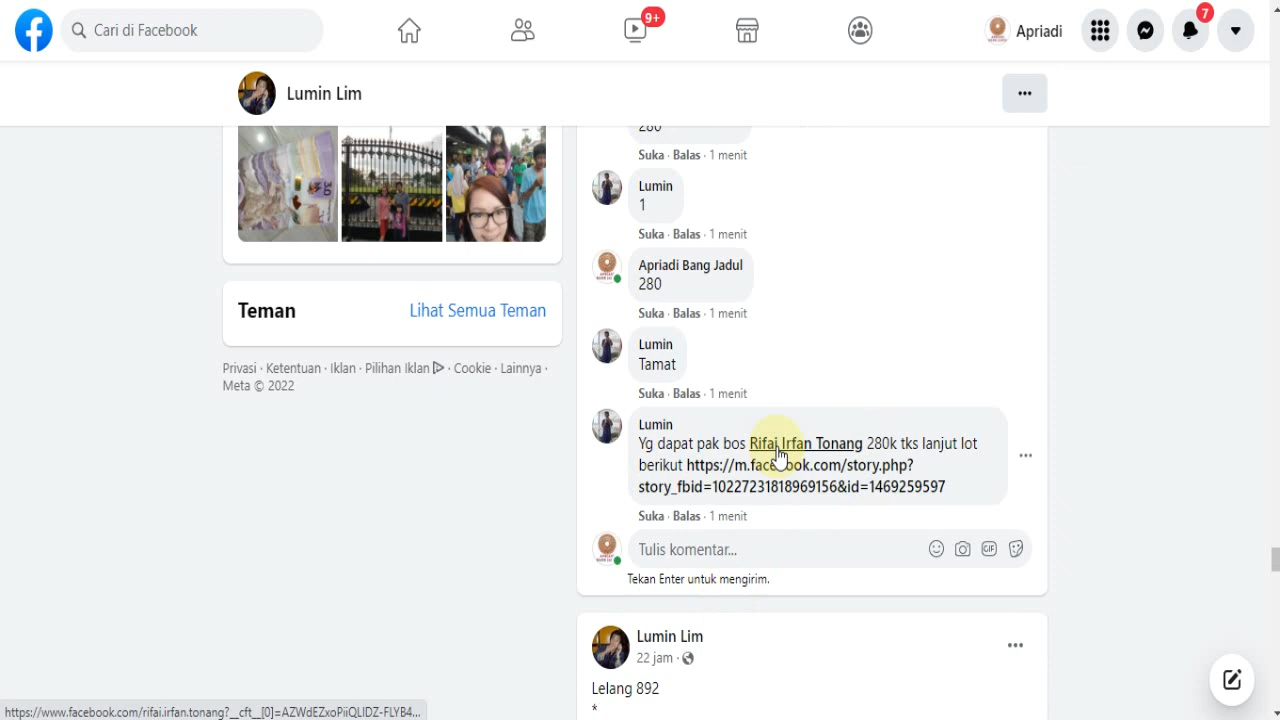 Cari di Facebook
9+
Apriadi
7
Lumin Lim
280
Suka · Balas · 1 menit
Lumin
1
Suka · Balas · 1 menit
Apriadi Bang Jadul
280
Suka · Balas · 1 menit
Lumin
Tamat
Suka · Balas · 1 menit
Lumin
Yg dapat pak bos Rifai Irfan Tonang 280k tks lanjut lot
berikut https://m.facebook.com/story.php?
story_fbid=10227231818969156&id=1469259597
Suka · Balas · 1 menit
Tulis komentar...
GIF
Tekan Enter untuk mengirim.
Teman
Lihat Semua Teman
Privasi · Ketentuan · Iklan · Pilihan Iklan · Cookie · Lainnya ·
Meta © 2022
Lumin Lim
22 jam ·
Lelang 892
*
https://www.facebook.com/rifai.irfan.tonang?__cft__[0]=AZWdEZxoPiiQLIDZ-FLYB4...